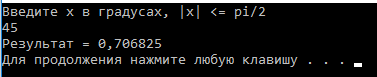 Введите x в градусах, |x| <= pi/2
45
Результат = 0,706825
Для продолжения нажмите любую клавишу . . .